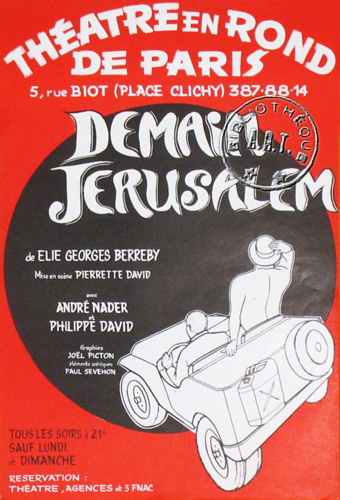 THÉATRE EN ROND
DE PARIS
5, rue BIOT (PLACE CLICHY) 387.88.14
DEMAIN
JERUSALEM
BIBLIOTHÈQUE
A.R.T.
de ELIE GEORGES BERREBY
Mise en scène PIERRETTE DAVID
avec
ANDRÉ NADER
et
PHILIPPE DAVID
Graphies
JOËL PICTON
éléments scéniques
PAUL SEVEHON
TOUS LES SOIRS à 21ʰ
SAUF LUNDI
et DIMANCHE
RESERVATION :
THÉATRE, AGENCES et 3 FNAC